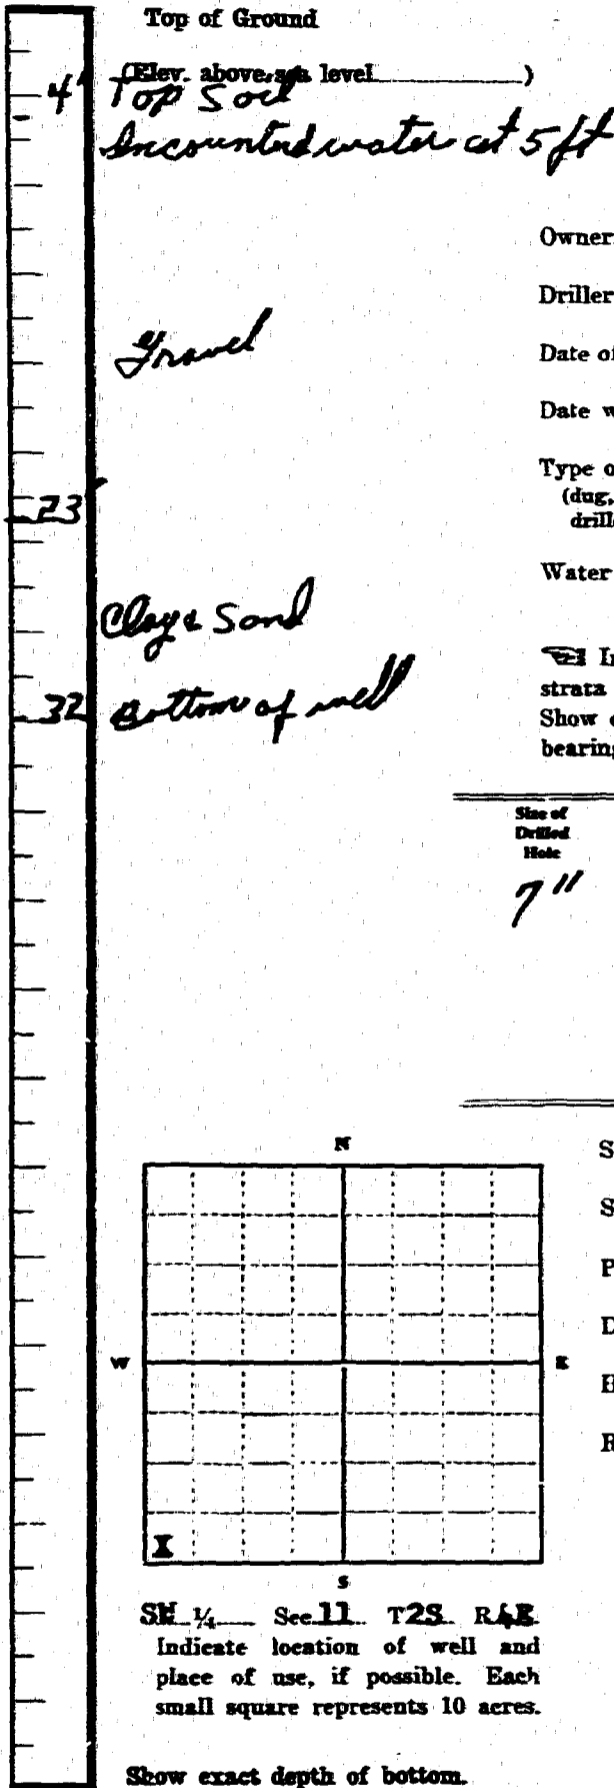 Top of Ground
(Elev. above sea level__________)
4' Top Soil
Incounted water at 5 ft
Owner
Driller
Date of
Date w
Gravel
Type o
(dug,
drill
23'
Water
Clay & Sand
In
strata
Show
bearing
32 Bottom of well
Size of
Drilled
Hole
7"
N
S
S
P
D
W E
R
X
S
SW 1/4 Sec 11 T2S R4E
Indicate location of well and
place of use, if possible. Each
small square represents 10 acres.
Show exact depth of bottom.